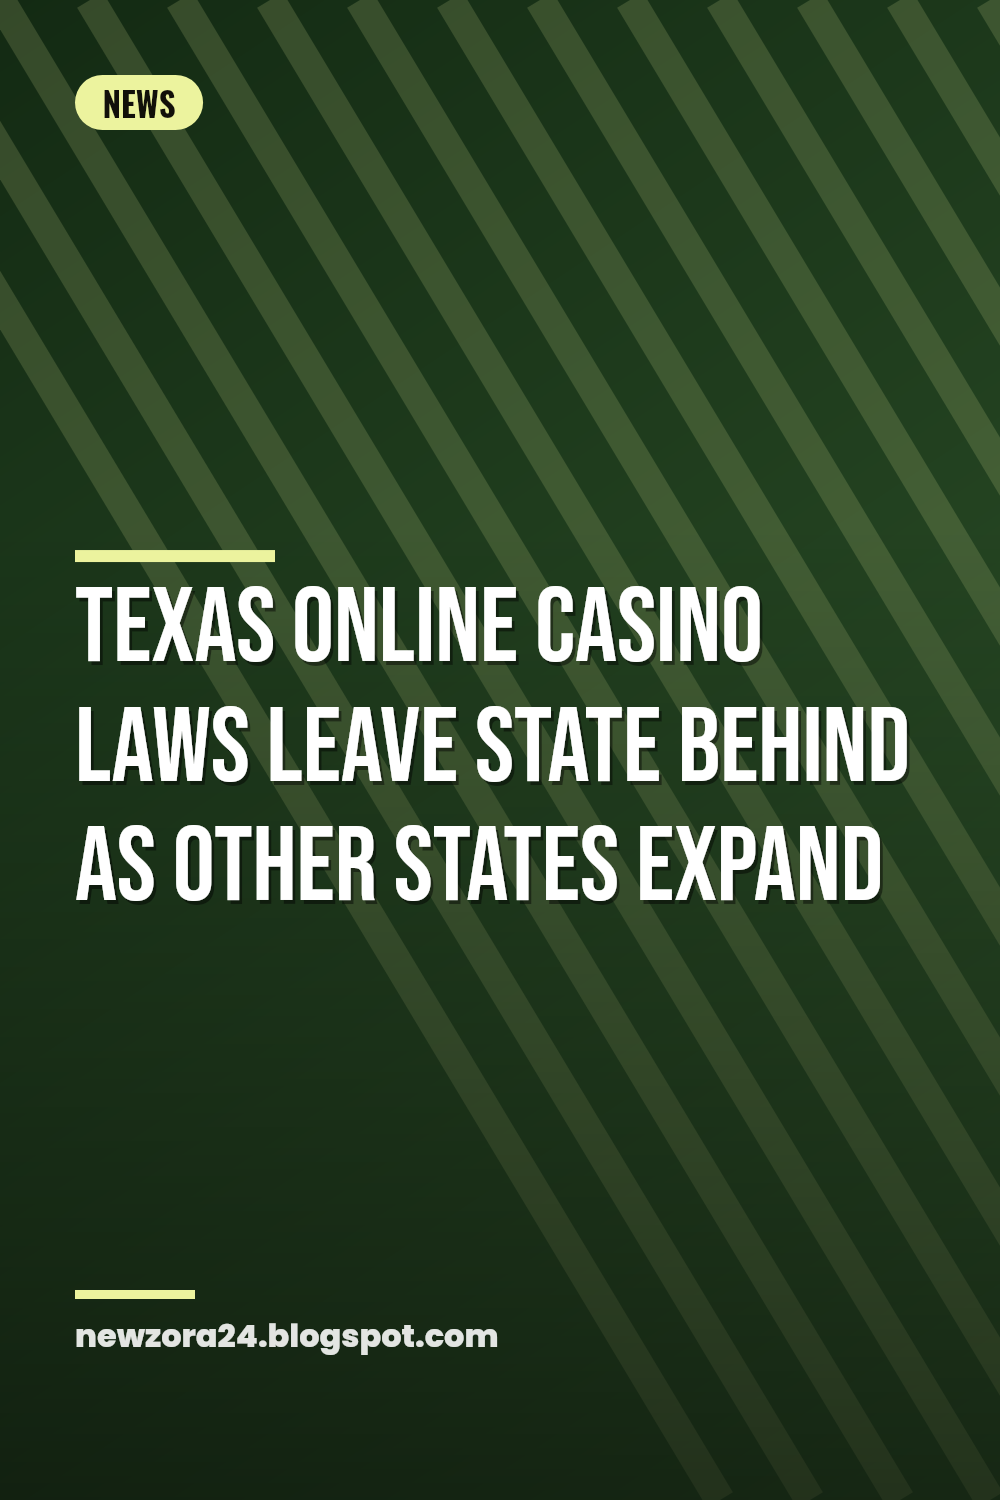 NEWS
TEXAS ONLINE CASINO
LAWS LEAVE STATE BEHIND
AS OTHER STATES EXPAND
newzora24.blogspot.com